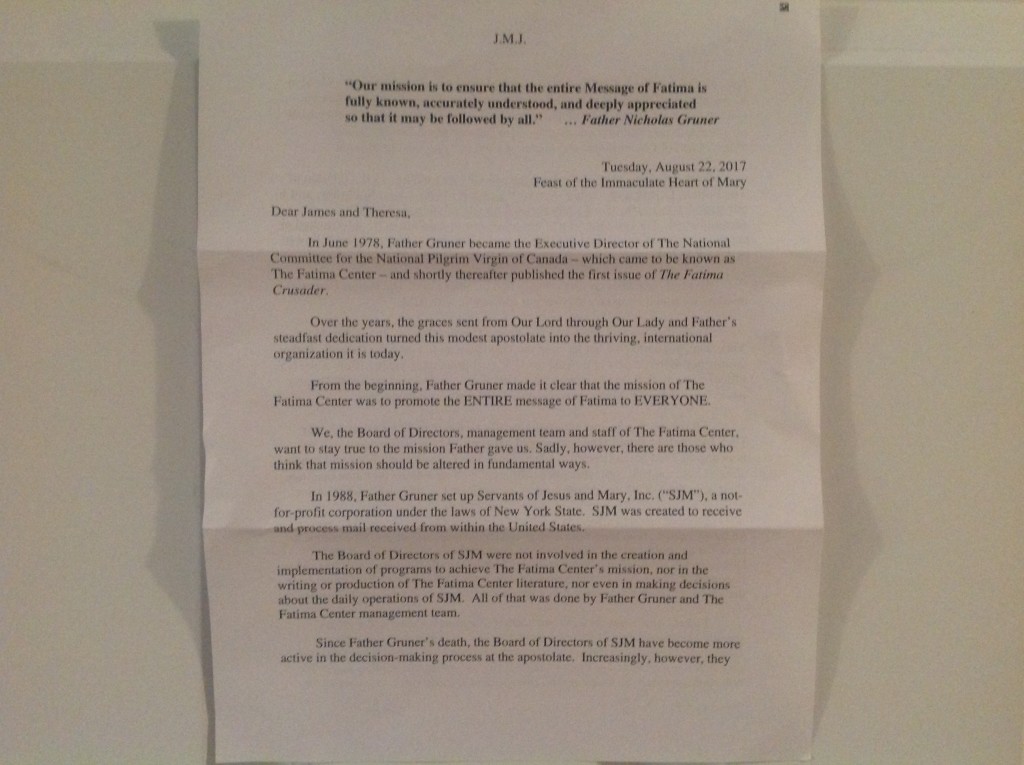 J.M.J.
“Our mission is to ensure that the entire Message of Fatima is
fully known, accurately understood, and deeply appreciated
so that it may be followed by all.” ... Father Nicholas Gruner
Tuesday, August 22, 2017
Feast of the Immaculate Heart of Mary
Dear James and Theresa,
In June 1978, Father Gruner became the Executive Director of The National
Committee for the National Pilgrim Virgin of Canada – which came to be known as
The Fatima Center – and shortly thereafter published the first issue of The Fatima
Crusader.
Over the years, the graces sent from Our Lord through Our Lady and Father’s
steadfast dedication turned this modest apostolate into the thriving, international
organization it is today.
From the beginning, Father Gruner made it clear that the mission of The
Fatima Center was to promote the ENTIRE message of Fatima to EVERYONE.
We, the Board of Directors, management team and staff of The Fatima Center,
want to stay true to the mission Father gave us. Sadly, however, there are those who
think that mission should be altered in fundamental ways.
In 1988, Father Gruner set up Servants of Jesus and Mary, Inc. (“SJM”), a not-
for-profit corporation under the laws of New York State. SJM was created to receive
and process mail received from within the United States.
The Board of Directors of SJM were not involved in the creation and
implementation of programs to achieve The Fatima Center’s mission, nor in the
writing or production of The Fatima Center literature, nor even in making decisions
about the daily operations of SJM. All of that was done by Father Gruner and The
Fatima Center management team.
Since Father Gruner’s death, the Board of Directors of SJM have become more
active in the decision-making process at the apostolate. Increasingly, however, they